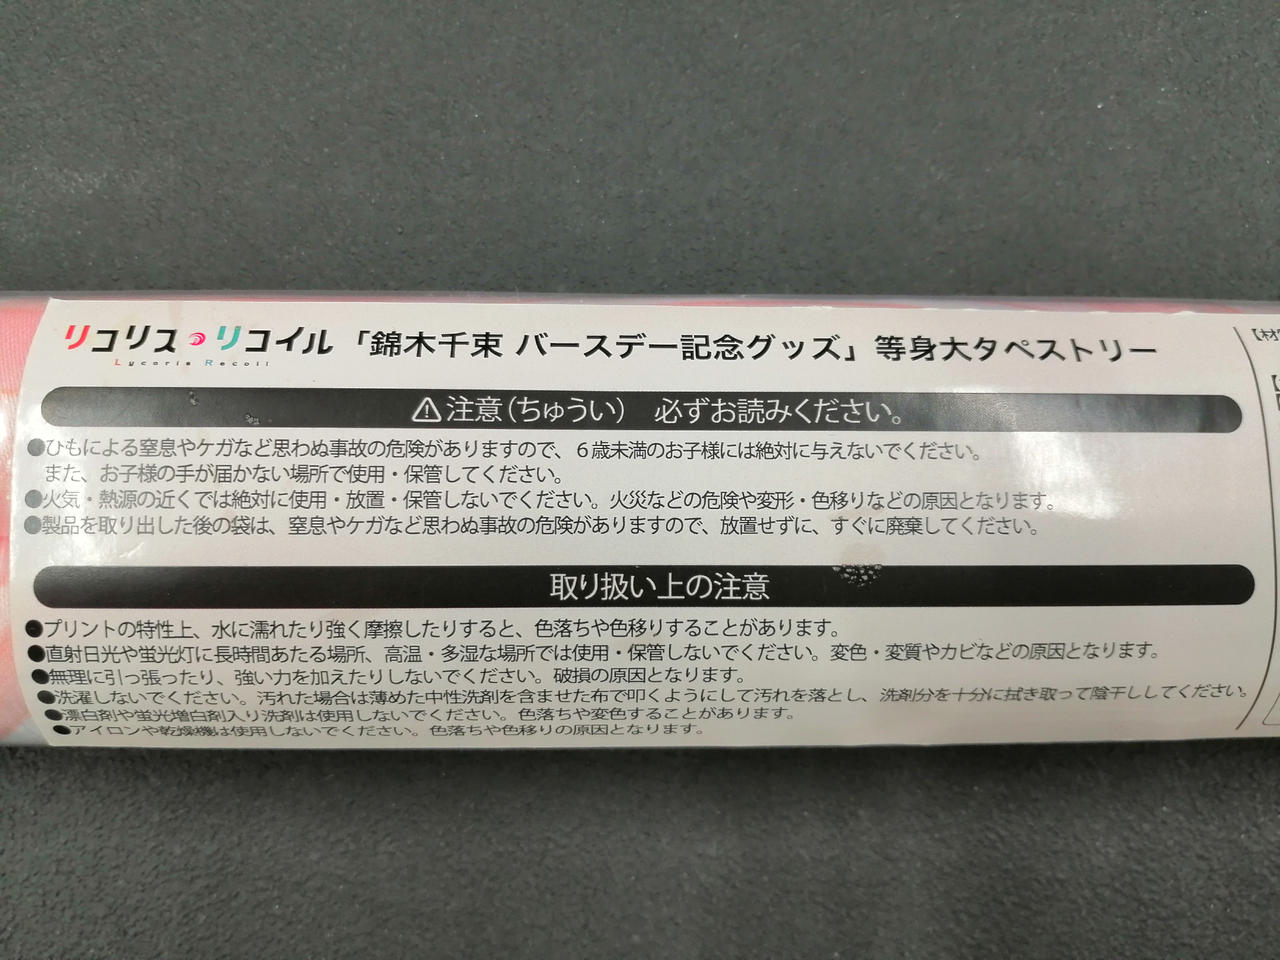 リコリス リコイル 「錦木千束 バースデー記念グッズ」等身大タペストリー
Lycoris Recoil
⚠注意(ちゅうい) 必ずお読みください。
●ひもによる窒息やケガなど思わぬ事故の危険がありますので、6歳未満のお子様には絶対に与えないでください。
また、お子様の手が届かない場所で使用・保管してください。
●火気・熱源の近くでは絶対に使用・放置・保管しないでください。火災などの危険や変形・色移りなどの原因となります。
●製品を取り出した後の袋は、窒息やケガなど思わぬ事故の危険がありますので、放置せずに、すぐに廃棄してください。
取り扱い上の注意
●プリントの特性上、水に濡れたり強く摩擦したりすると、色落ちや色移りすることがあります。
●直射日光や蛍光灯に長時間あたる場所、高温・多湿な場所では使用・保管しないでください。変色・変質やカビなどの原因となります。
●無理に引っ張ったり、強い力を加えたりしないでください。破損の原因となります。
●洗濯しないでください。汚れた場合は薄めた中性洗剤を含ませた布で叩くようにして汚れを落とし、洗剤分を十分に拭き取って陰干ししてください。
●漂白剤や蛍光増白剤入り洗剤は使用しないでください。色落ちや変色することがあります。
●アイロンや乾燥機は使用しないでください。色落ちや色移りの原因となります。
【材